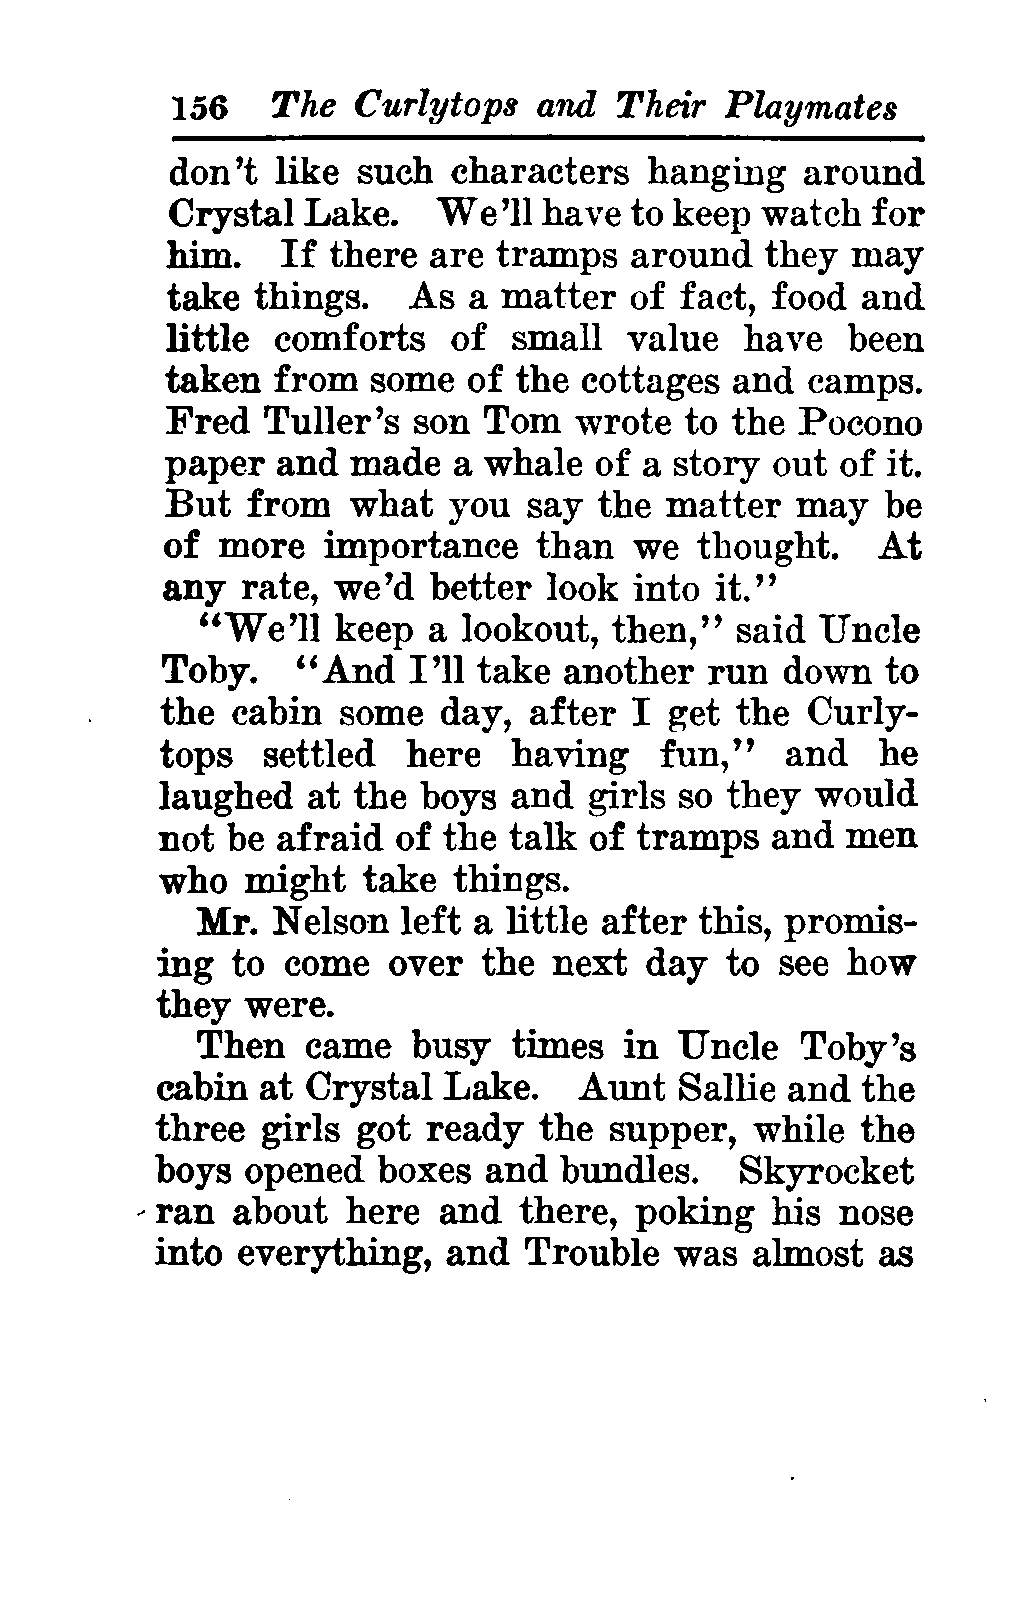 156 The Curlytops and Their Playmates
don't like such characters hanging around
Crystal Lake. We'll have to keep watch for
him. If there are tramps around they may
take things. As a matter of fact, food and
little comforts of small value have been
taken from some of the cottages and camps.
Fred Tuller's son Tom wrote to the Pocono
paper and made a whale of a story out of it.
But from what you say the matter may be
of more importance than we thought. At
any rate, we'd better look into it."
"We'll keep a lookout, then," said Uncle
Toby. "And I'll take another run down to
the cabin some day, after I get the Curly-
tops settled here having fun," and he
laughed at the boys and girls so they would
not be afraid of the talk of tramps and men
who might take things.
Mr. Nelson left a little after this, promis-
ing to come over the next day to see how
they were.
Then came busy times in Uncle Toby's
cabin at Crystal Lake. Aunt Sallie and the
three girls got ready the supper, while the
boys opened boxes and bundles. Skyrocket
ran about here and there, poking his nose
into everything, and Trouble was almost as